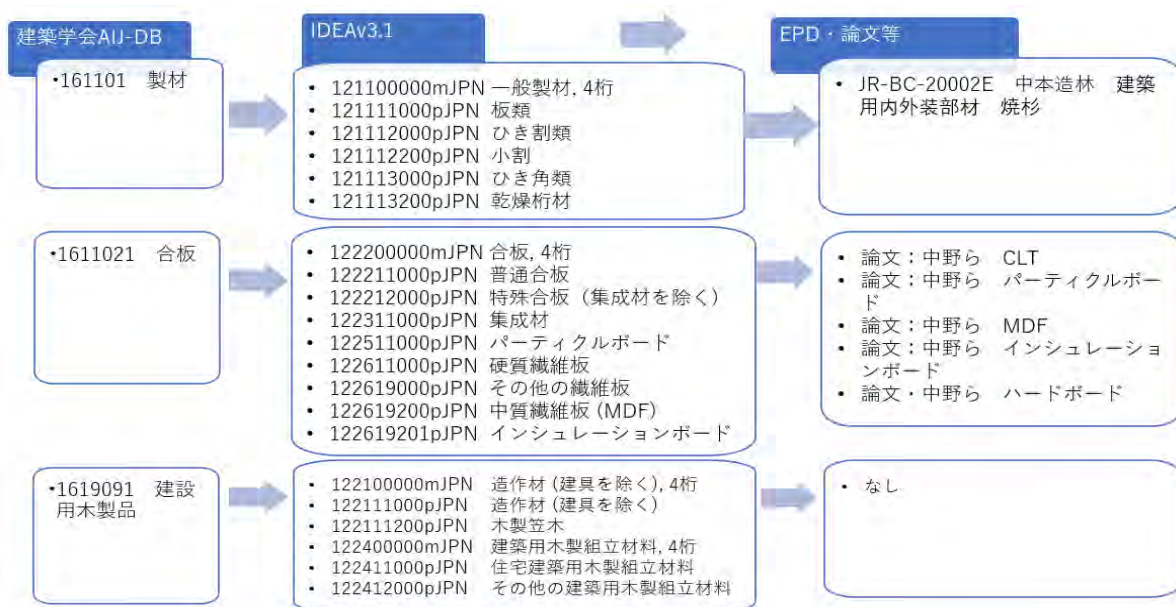 建築学会AIJ-DB
IDEAv3.1
EPD・論文等
•161101 製材
• 121100000mJPN 一般製材, 4桁
• 121111000pJPN 板類
• 121112000pJPN ひき割類
• 121112200pJPN 小割
• 121113000pJPN ひき角類
• 121113200pJPN 乾燥桁材
• JR-BC-20002E 中本造林 建築
用内外装部材 焼杉
•1611021 合板
• 122200000mJPN 合板, 4桁
• 122211000pJPN 普通合板
• 122212000pJPN 特殊合板（集成材を除く）
• 122311000pJPN 集成材
• 122511000pJPN パーティクルボード
• 122611000pJPN 硬質繊維板
• 122619000pJPN その他の繊維板
• 122619200pJPN 中質繊維板 (MDF)
• 122619201pJPN インシュレーションボード
• 論文：中野ら CLT
• 論文：中野ら パーティクルボー
ド
• 論文：中野ら MDF
• 論文：中野ら インシュレーショ
ンボード
• 論文・中野ら ハードボード
•1619091 建設
用木製品
• 122100000mJPN 造作材 (建具を除く), 4桁
• 122111000pJPN 造作材 (建具を除く)
• 122111200pJPN 木製笠木
• 122400000mJPN 建築用木製組立材料, 4桁
• 122411000pJPN 住宅建築用木製組立材料
• 122412000pJPN その他の建築用木製組立材料
• なし